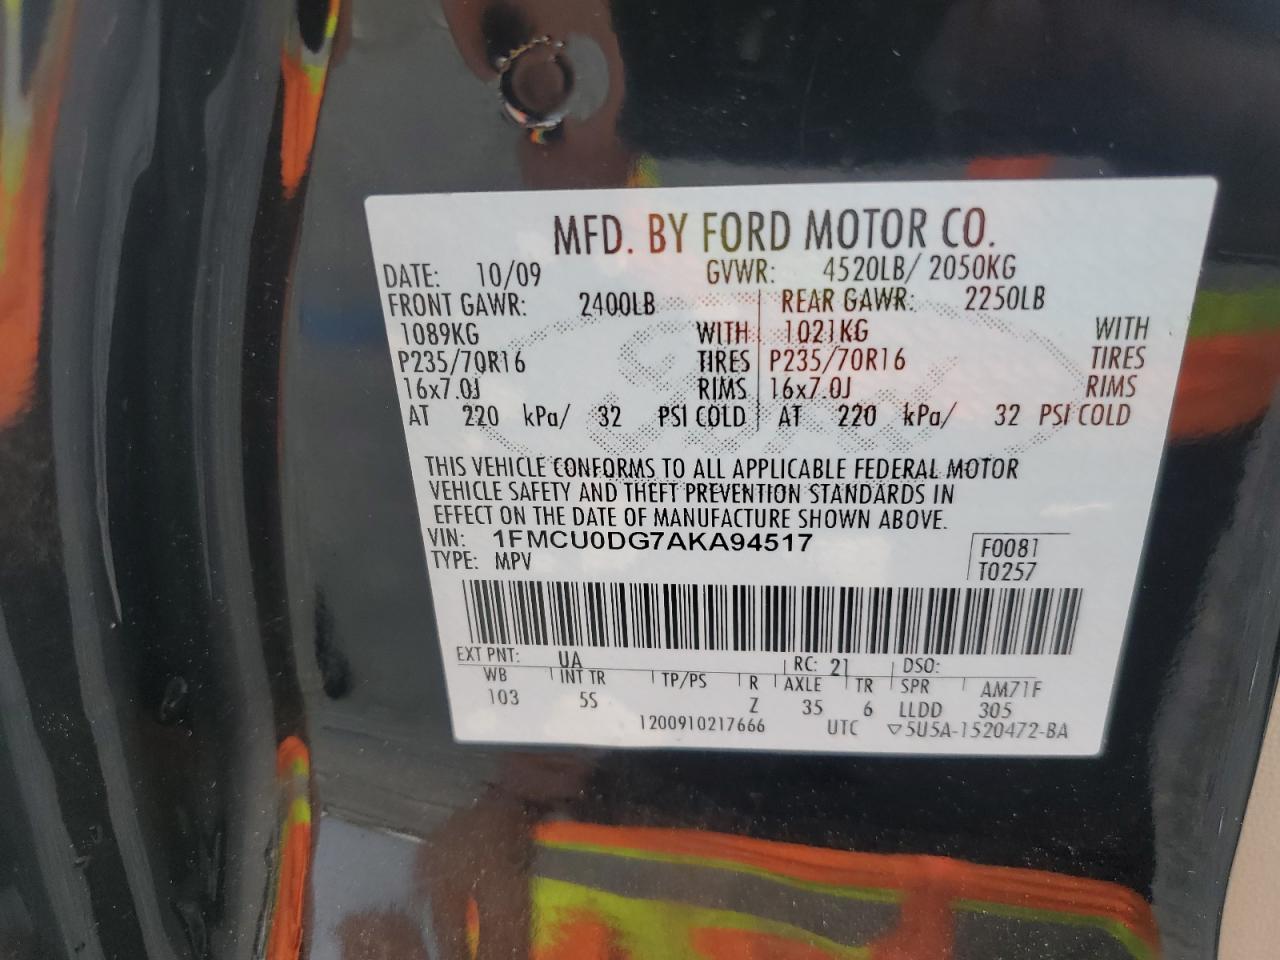 MFD. BY FORD MOTOR CO.
DATE: 10/09 GVWR: 4520LB/ 2050KG
FRONT GAWR: 2400LB REAR GAWR: 2250LB
1089KG WITH 1021KG WITH
P235/70R16 TIRES P235/70R16 TIRES
16x7.0J RIMS 16x7.0J RIMS
AT 220 kPa/ 32 PSI COLD AT 220 kPa/ 32 PSI COLD
THIS VEHICLE CONFORMS TO ALL APPLICABLE FEDERAL MOTOR
VEHICLE SAFETY AND THEFT PREVENTION STANDARDS IN
EFFECT ON THE DATE OF MANUFACTURE SHOWN ABOVE.
VIN: 1FMCU0DG7AKA94517 F0081
TYPE: MPV T0257
EXT PNT: UA RC: 21 DSO:
WB INT TR TP/PS R AXLE TR SPR AM71F
103 5S Z 35 6 LLDD 305
1200910217666 UTC ▽5U5A-1520472-BA